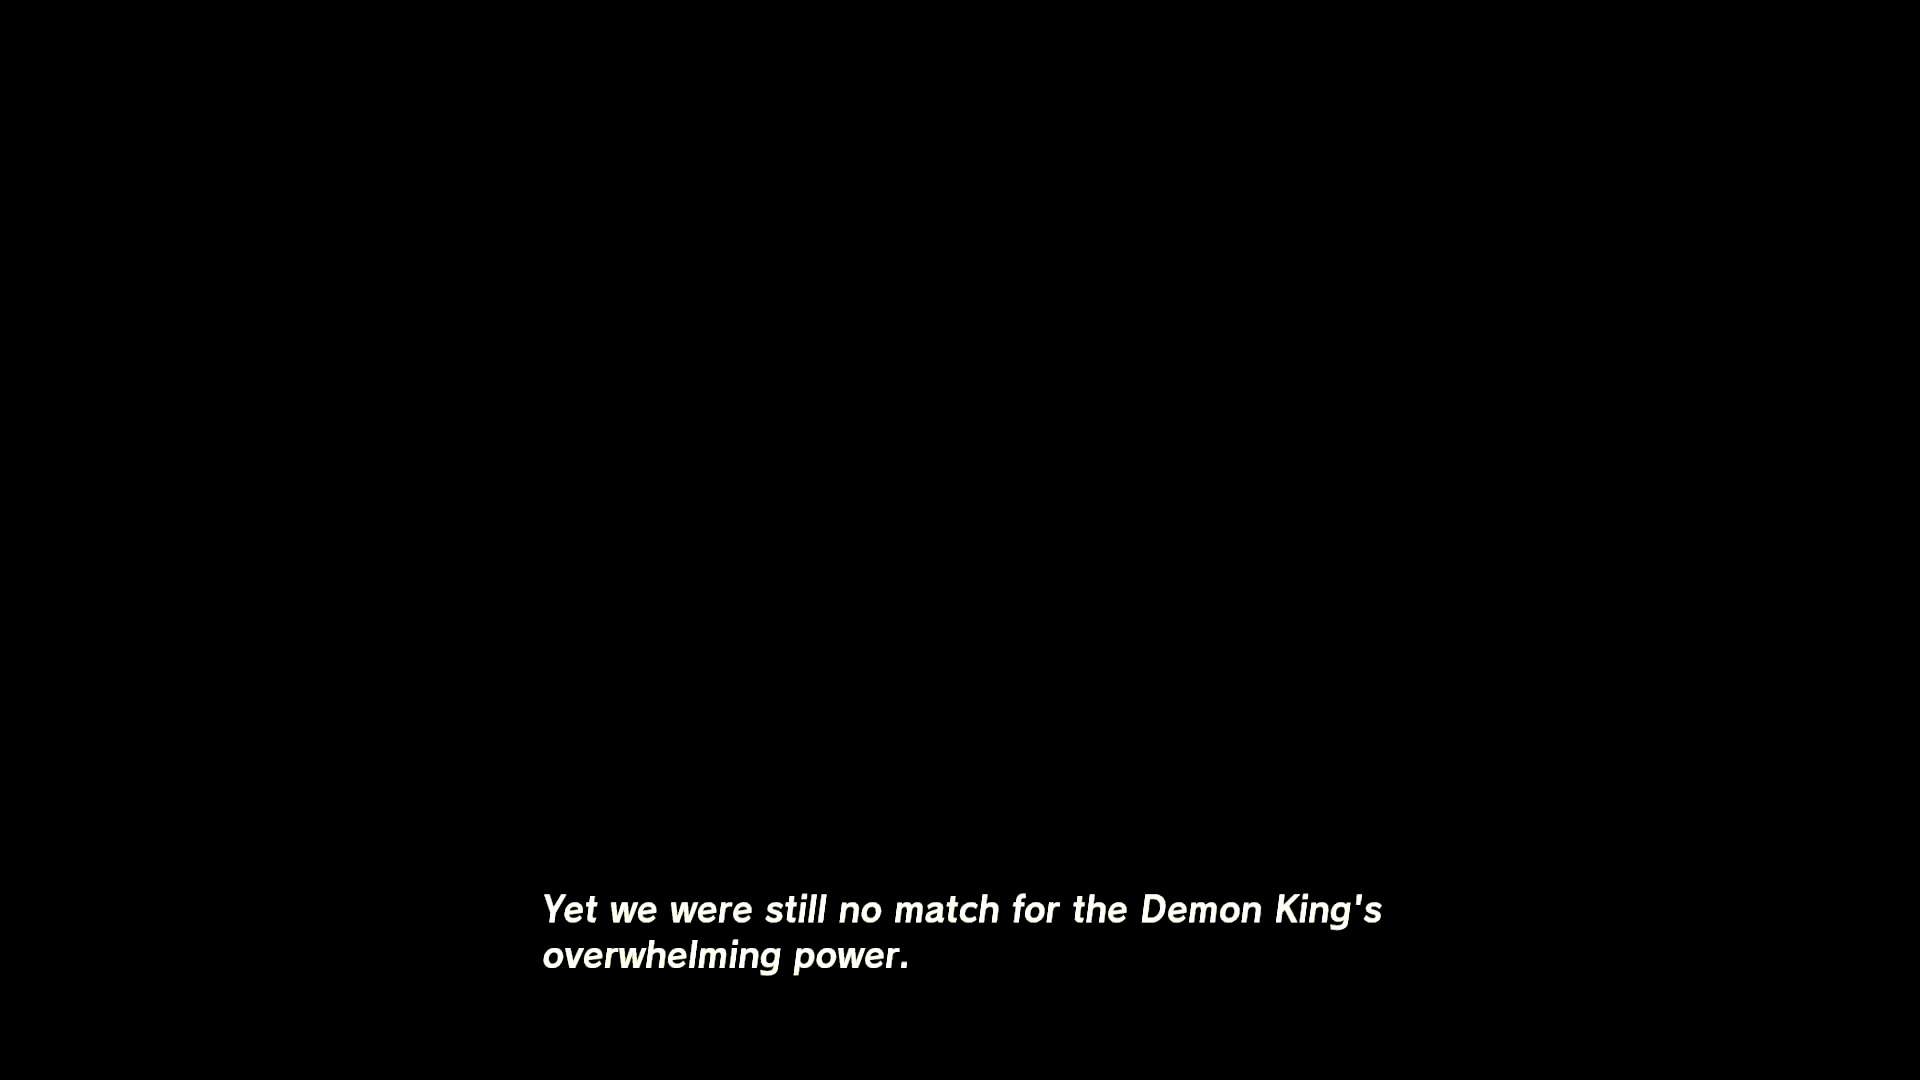 Yet we were still no match for the Demon King's
overwhelming power.